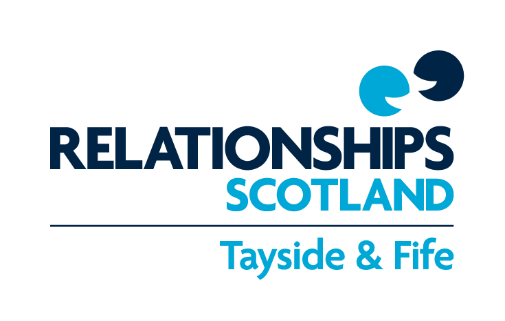 RELATIONSHIPS
SCOTLAND
Tayside & Fife